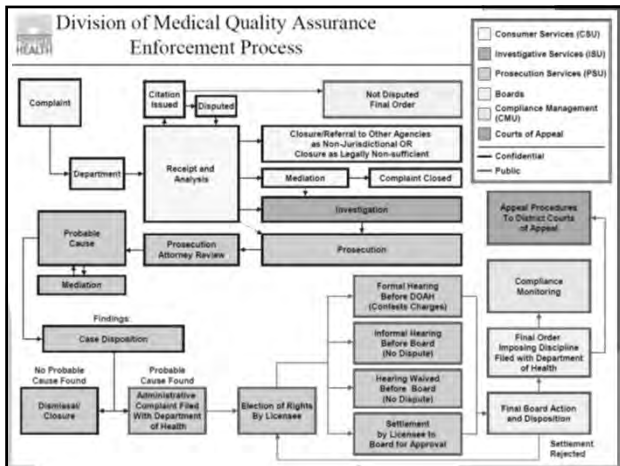 HEALTH
Division of Medical Quality Assurance
Enforcement Process
Consumer Services (CSU)
Investigative Services (ISU)
Prosecution Services (PSU)
Boards
Compliance Management
(CMU)
Courts of Appeal
Confidential
Public
Complaint
Department
Citation
Issued
Disputed
Not Disputed
Final Order
Receipt and
Analysis
Closure/Referral to Other Agencies
as Non-Jurisdictional OR
Closure as Legally Non-sufficient
Mediation
Complaint Closed
Investigation
Prosecution
Prosecution
Attorney Review
Probable
Cause
Mediation
Findings:
Case Disposition
No Probable
Cause Found
Probable
Cause Found
Dismissal/
Closure
Administrative
Complaint Filed
With Department
of Health
Election of Rights
By Licensee
Formal Hearing
Before DOAH
(Contests Charges)
Informal Hearing
Before Board
(No Dispute)
Hearing Waived
Before Board
(No Dispute)
Settlement
by Licensee to
Board for Approval
Appeal Procedures
To District Courts
of Appeal
Compliance
Monitoring
Final Order
Imposing Discipline
Filed with Department
of Health
Final Board Action
and Disposition
Settlement
Rejected